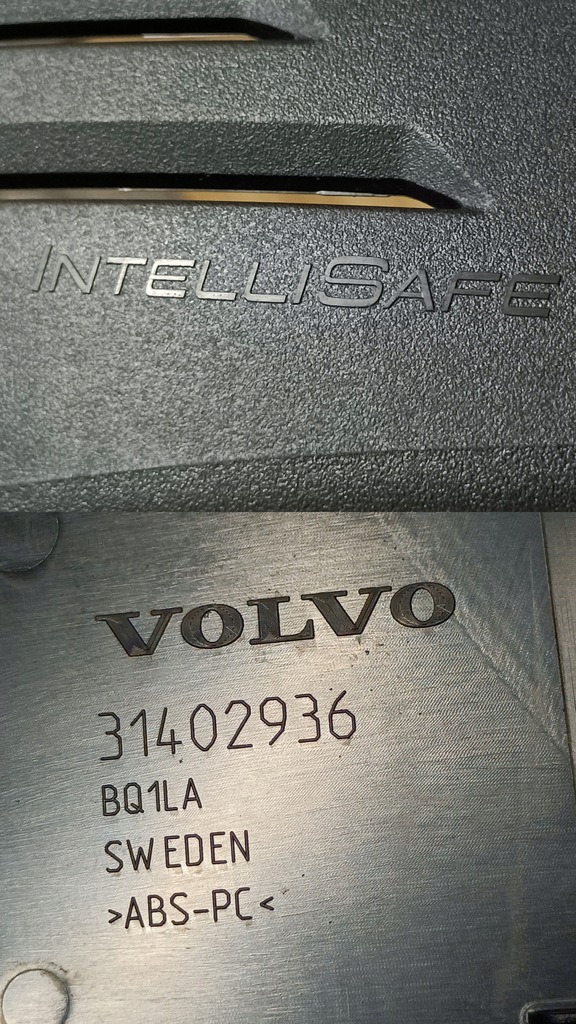 INTELLISAFE
VOLVO
31402936
BQ1LA
SWEDEN
>ABS-PC<